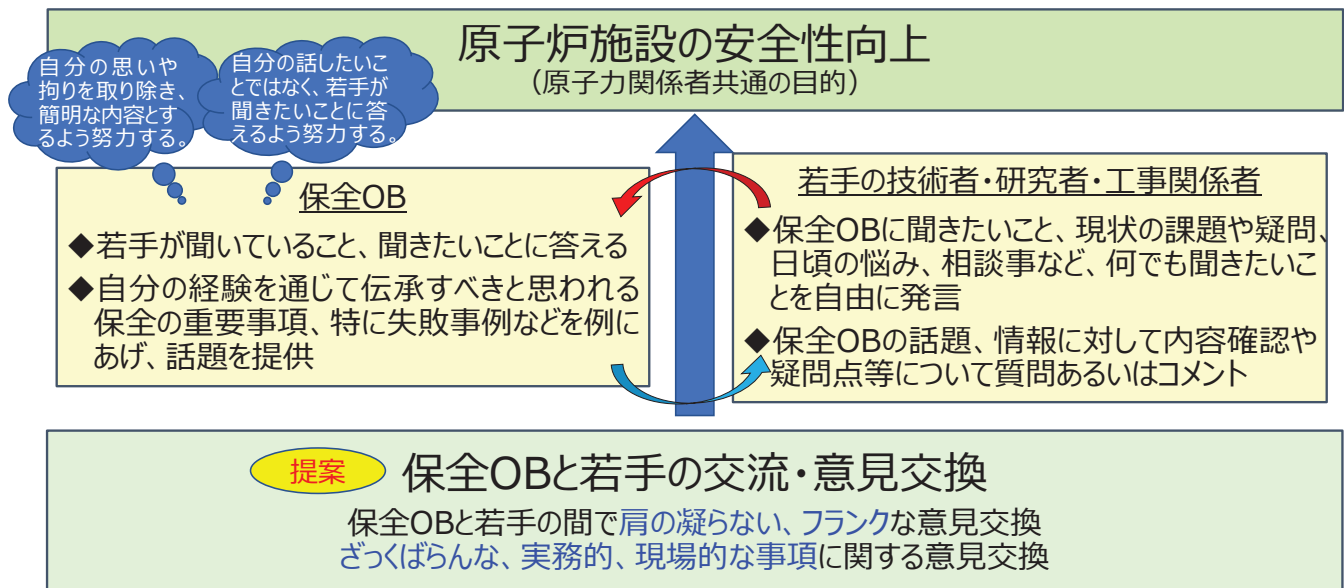 原子炉施設の安全性向上
（原子力関係者共通の目的）
自分の思いや
拘りを取り除き、
簡明な内容とす
るよう努力する。
自分の話したいこ
とではなく、若手が
聞きたいことに答
えるよう努力する。
保全OB
◆若手が聞いていること、聞きたいことに答える
◆自分の経験を通じて伝承すべきと思われる
保全の重要事項、特に失敗事例などを例に
あげ、話題を提供
若手の技術者・研究者・工事関係者
◆保全OBに聞きたいこと、現状の課題や疑問、
日頃の悩み、相談事など、何でも聞きたいこ
とを自由に発言
◆保全OBの話題、情報に対して内容確認や
疑問点等について質問あるいはコメント
提案 保全OBと若手の交流・意見交換
保全OBと若手の間で肩の凝らない、フランクな意見交換
ざっくばらんな、実務的、現場的な事項に関する意見交換